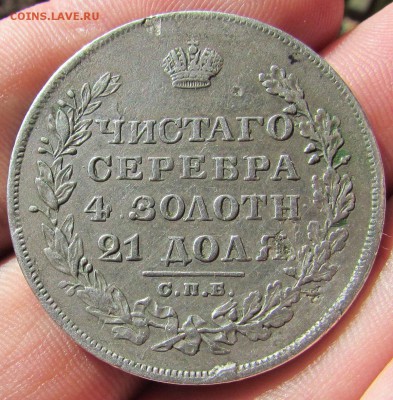 COINS.LAVE.RU
ЧИСТАГО
СЕРЕБРА
4 ЗОЛОТН
21 ДОЛЯ
С.П.Б.